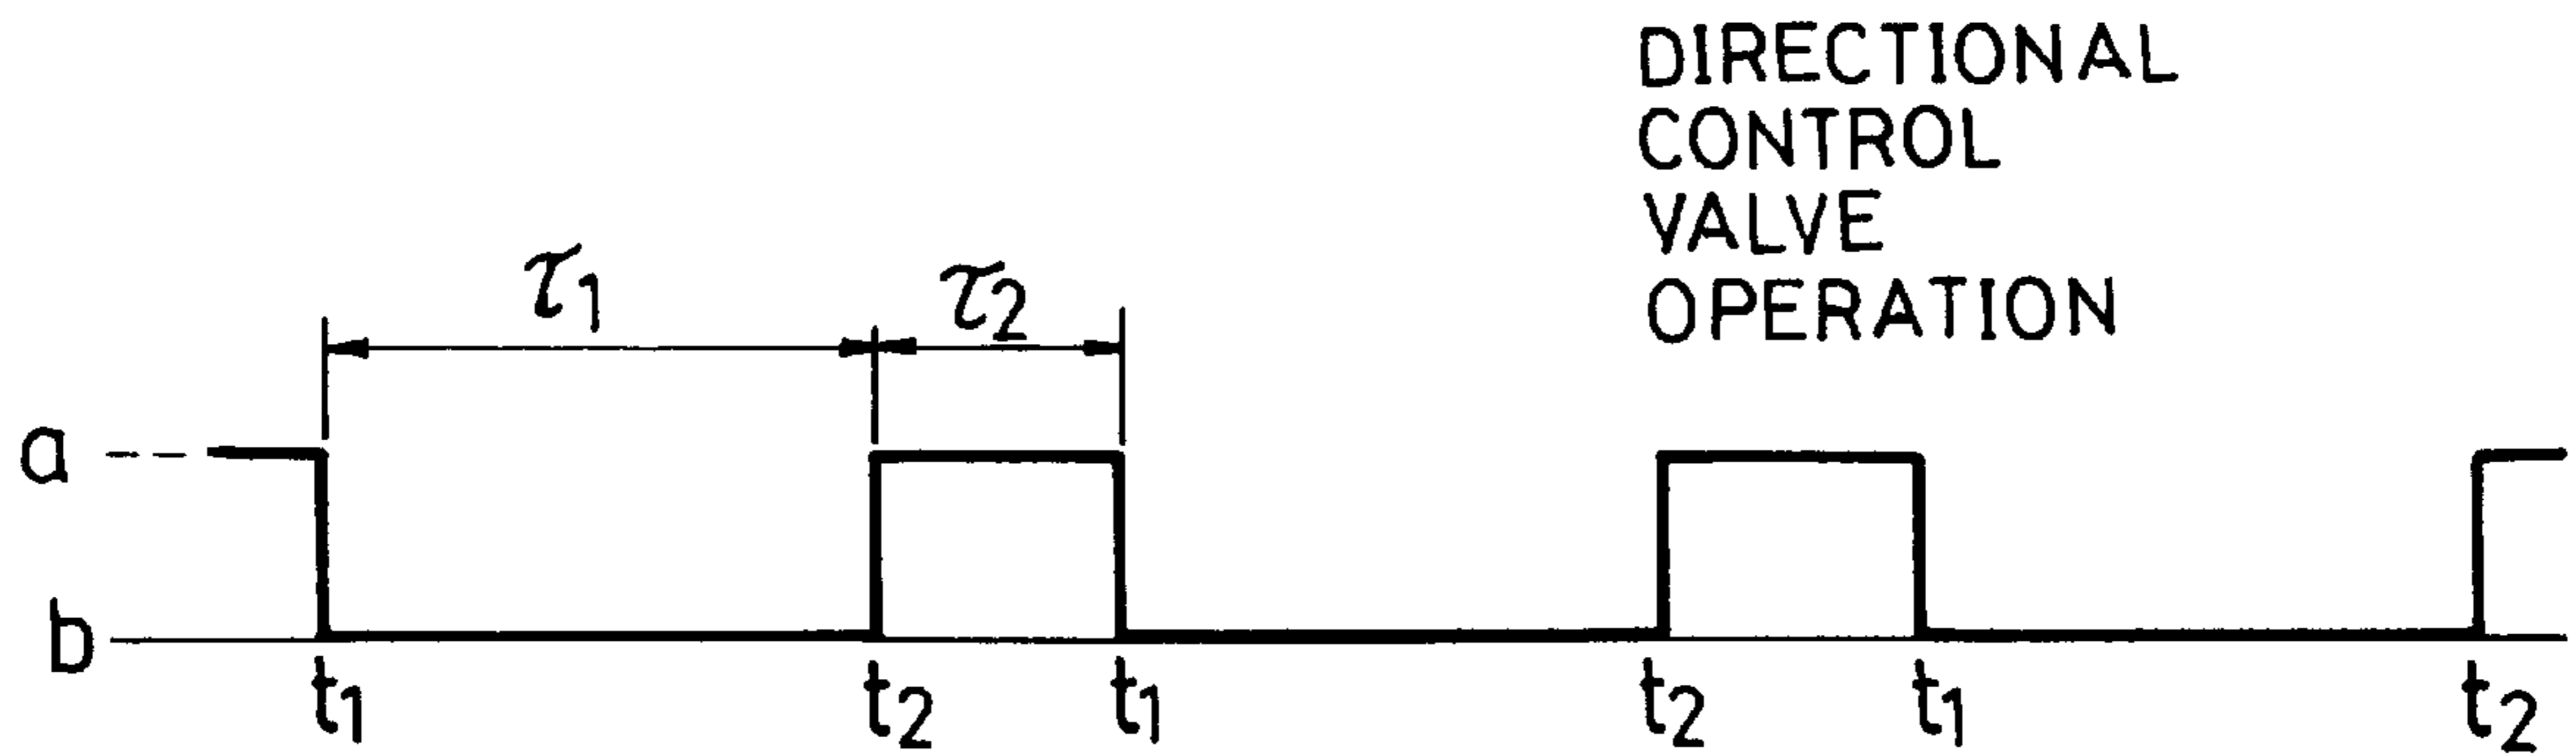 DIRECTIONAL
CONTROL
VALVE
OPERATION
τ1 τ2
a
b
t1 t2 t1 t2 t1 t2